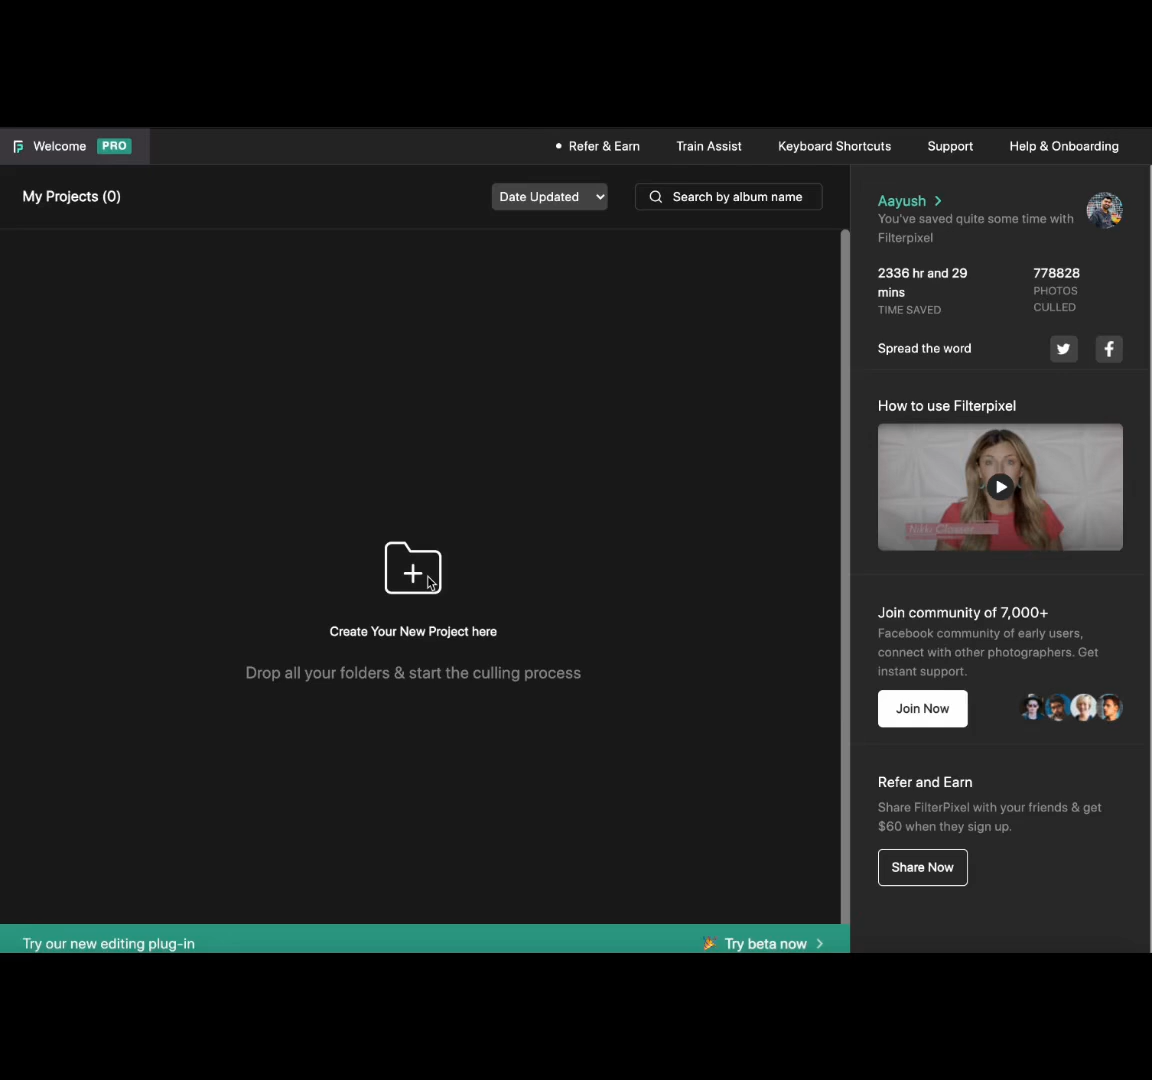 Welcome PRO
Refer & Earn
Train Assist
Keyboard Shortcuts
Support
Help & Onboarding
My Projects (0)
Date Updated
Search by album name
Create Your New Project here
Drop all your folders & start the culling process
Try our new editing plug-in
Try beta now
Aayush
You've saved quite some time with
Filterpixel
2336 hr and 29
mins
TIME SAVED
778828
PHOTOS
CULLED
Spread the word
How to use Filterpixel
Nikki Closser
Join community of 7,000+
Facebook community of early users,
connect with other photographers. Get
instant support.
Join Now
Refer and Earn
Share FilterPixel with your friends & get
$60 when they sign up.
Share Now